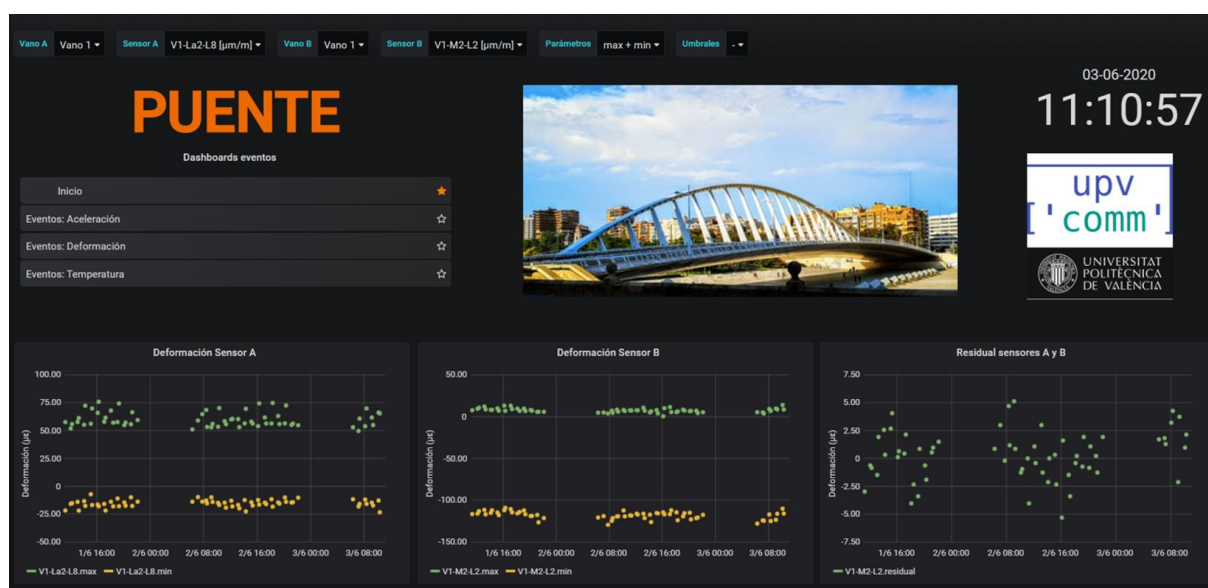 Vano A Vano 1 Sensor A V1-La2-L8 [µm/m] Vano B Vano 1 Sensor B V1-M2-L2 [µm/m] Parámetros max + min Umbrales -
03-06-2020
11:10:57
PUENTE
Dashboards eventos
Inicio
Eventos: Aceleración
Eventos: Deformación
Eventos: Temperatura
upv
['comm']
UNIVERSITAT
POLITÈCNICA
DE VALÈNCIA
Deformación Sensor A
Deformación (µε)
100.00
75.00
50.00
25.00
0
-25.00
-50.00
1/6 16:00 2/6 00:00 2/6 08:00 2/6 16:00 3/6 00:00 3/6 08:00
V1-La2-L8.max V1-La2-L8.min
Deformación Sensor B
Deformación (µε)
50.00
0
-50.00
-100.00
-150.00
1/6 16:00 2/6 00:00 2/6 08:00 2/6 16:00 3/6 00:00 3/6 08:00
V1-M2-L2.max V1-M2-L2.min
Residual sensores A y B
Deformación (µε)
7.50
5.00
2.50
0
-2.50
-5.00
-7.50
1/6 16:00 2/6 00:00 2/6 08:00 2/6 16:00 3/6 00:00 3/6 08:00
V1-M2-L2.residual